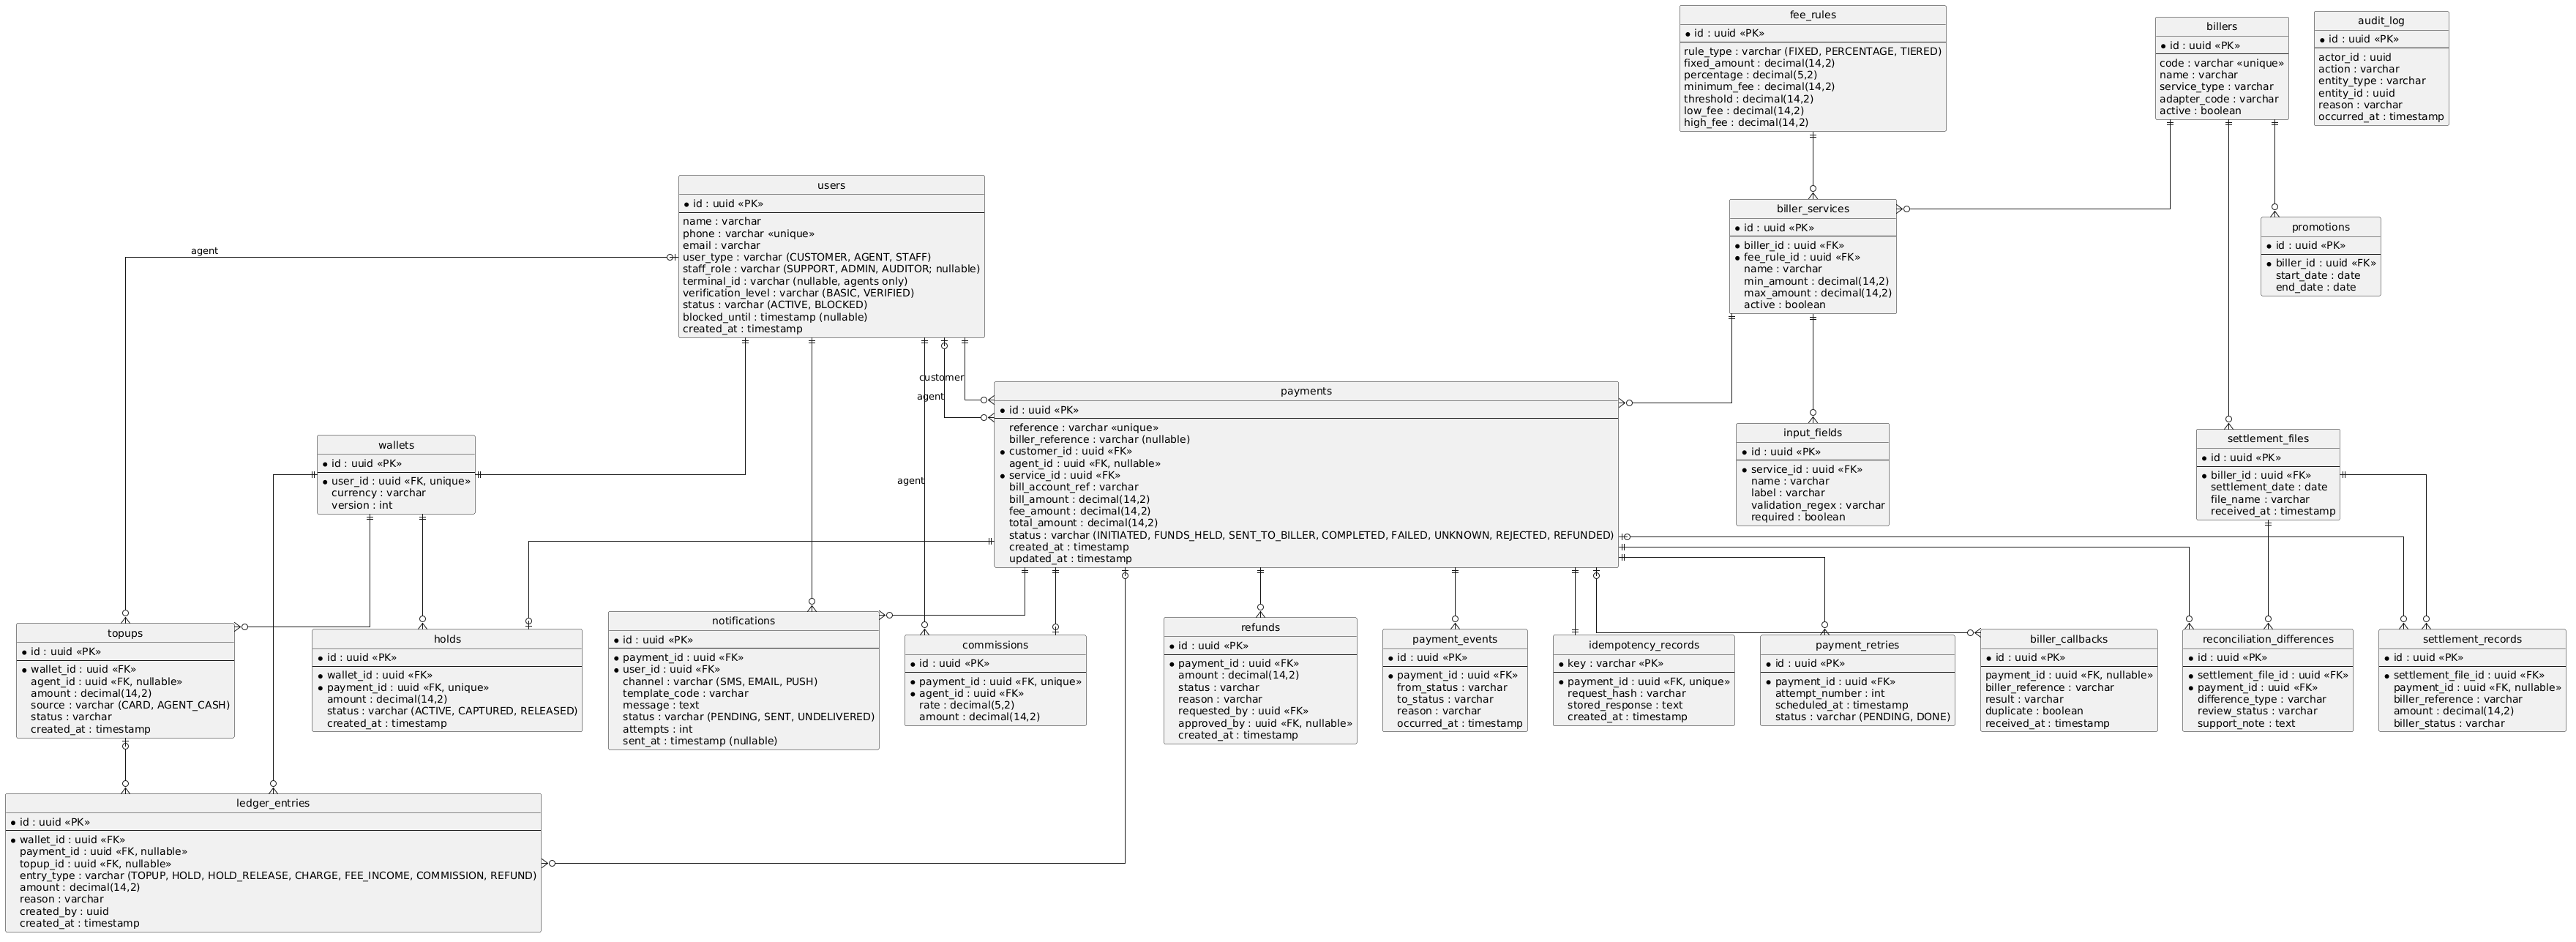 fee_rules
id : uuid «PK»
rule_type : varchar (FIXED, PERCENTAGE, TIERED)
fixed_amount : decimal(14,2)
percentage : decimal(5,2)
minimum_fee : decimal(14,2)
threshold : decimal(14,2)
low_fee : decimal(14,2)
high_fee : decimal(14,2)
billers
id : uuid «PK»
code : varchar «unique»
name : varchar
service_type : varchar
adapter_code : varchar
active : boolean
audit_log
id : uuid «PK»
actor_id : uuid
action : varchar
entity_type : varchar
entity_id : uuid
reason : varchar
occurred_at : timestamp
users
id : uuid «PK»
name : varchar
phone : varchar «unique»
email : varchar
user_type : varchar (CUSTOMER, AGENT, STAFF)
staff_role : varchar (SUPPORT, ADMIN, AUDITOR; nullable)
terminal_id : varchar (nullable, agents only)
verification_level : varchar (BASIC, VERIFIED)
status : varchar (ACTIVE, BLOCKED)
blocked_until : timestamp (nullable)
created_at : timestamp
biller_services
id : uuid «PK»
biller_id : uuid «FK»
fee_rule_id : uuid «FK»
name : varchar
min_amount : decimal(14,2)
max_amount : decimal(14,2)
active : boolean
promotions
id : uuid «PK»
biller_id : uuid «FK»
start_date : date
end_date : date
agent
customer
agent
agent
payments
id : uuid «PK»
reference : varchar «unique»
biller_reference : varchar (nullable)
customer_id : uuid «FK»
agent_id : uuid «FK, nullable»
service_id : uuid «FK»
bill_account_ref : varchar
bill_amount : decimal(14,2)
fee_amount : decimal(14,2)
total_amount : decimal(14,2)
status : varchar (INITIATED, FUNDS_HELD, SENT_TO_BILLER, COMPLETED, FAILED, UNKNOWN, REJECTED, REFUNDED)
created_at : timestamp
updated_at : timestamp
wallets
id : uuid «PK»
user_id : uuid «FK, unique»
currency : varchar
version : int
input_fields
id : uuid «PK»
service_id : uuid «FK»
name : varchar
label : varchar
validation_regex : varchar
required : boolean
settlement_files
id : uuid «PK»
biller_id : uuid «FK»
settlement_date : date
file_name : varchar
received_at : timestamp
topups
id : uuid «PK»
wallet_id : uuid «FK»
agent_id : uuid «FK, nullable»
amount : decimal(14,2)
source : varchar (CARD, AGENT_CASH)
status : varchar
created_at : timestamp
holds
id : uuid «PK»
wallet_id : uuid «FK»
payment_id : uuid «FK, unique»
amount : decimal(14,2)
status : varchar (ACTIVE, CAPTURED, RELEASED)
created_at : timestamp
notifications
id : uuid «PK»
payment_id : uuid «FK»
user_id : uuid «FK»
channel : varchar (SMS, EMAIL, PUSH)
template_code : varchar
message : text
status : varchar (PENDING, SENT, UNDELIVERED)
attempts : int
sent_at : timestamp (nullable)
commissions
id : uuid «PK»
payment_id : uuid «FK, unique»
agent_id : uuid «FK»
rate : decimal(5,2)
amount : decimal(14,2)
refunds
id : uuid «PK»
payment_id : uuid «FK»
amount : decimal(14,2)
status : varchar
reason : varchar
requested_by : uuid «FK»
approved_by : uuid «FK, nullable»
created_at : timestamp
payment_events
id : uuid «PK»
payment_id : uuid «FK»
from_status : varchar
to_status : varchar
reason : varchar
occurred_at : timestamp
idempotency_records
key : varchar «PK»
payment_id : uuid «FK, unique»
request_hash : varchar
stored_response : text
created_at : timestamp
payment_retries
id : uuid «PK»
payment_id : uuid «FK»
attempt_number : int
scheduled_at : timestamp
status : varchar (PENDING, DONE)
biller_callbacks
id : uuid «PK»
payment_id : uuid «FK, nullable»
biller_reference : varchar
result : varchar
duplicate : boolean
received_at : timestamp
reconciliation_differences
id : uuid «PK»
settlement_file_id : uuid «FK»
payment_id : uuid «FK»
difference_type : varchar
review_status : varchar
support_note : text
settlement_records
id : uuid «PK»
settlement_file_id : uuid «FK»
payment_id : uuid «FK, nullable»
biller_reference : varchar
amount : decimal(14,2)
biller_status : varchar
ledger_entries
id : uuid «PK»
wallet_id : uuid «FK»
payment_id : uuid «FK, nullable»
topup_id : uuid «FK, nullable»
entry_type : varchar (TOPUP, HOLD, HOLD_RELEASE, CHARGE, FEE_INCOME, COMMISSION, REFUND)
amount : decimal(14,2)
reason : varchar
created_by : uuid
created_at : timestamp